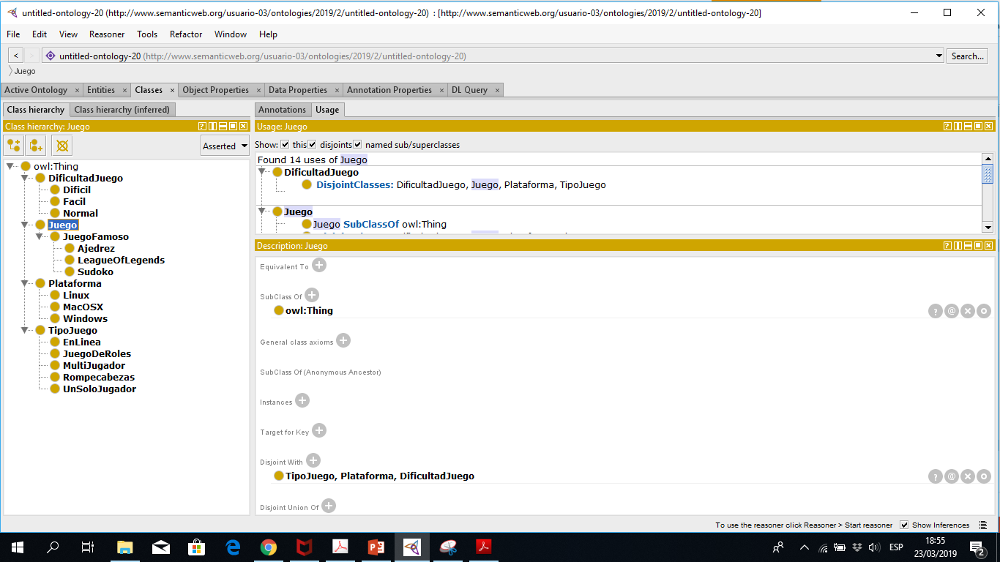 untitled-ontology-20 (http://www.semanticweb.org/usuario-03/ontologies/2019/2/untitled-ontology-20) : [http://www.semanticweb.org/usuario-03/ontologies/2019/2/untitled-ontology-20]
File Edit View Reasoner Tools Refactor Window Help
< > untitled-ontology-20 (http://www.semanticweb.org/usuario-03/ontologies/2019/2/untitled-ontology-20) Search...
Juego
Active Ontology × Entities × Classes × Object Properties × Data Properties × Annotation Properties × DL Query ×
Class hierarchy Class hierarchy (inferred)
Class hierarchy: Juego
Asserted
owl:Thing
DificultadJuego
Dificil
Facil
Normal
Juego
JuegoFamoso
Ajedrez
LeagueOfLegends
Sudoko
Plataforma
Linux
MacOSX
Windows
TipoJuego
EnLinea
JuegoDeRoles
MultiJugador
Rompecabezas
UnSoloJugador
Annotations Usage
Usage: Juego
Show: this disjoints named sub/superclasses
Found 14 uses of Juego
DificultadJuego
DisjointClasses: DificultadJuego, Juego, Plataforma, TipoJuego
Juego
Juego SubClassOf owl:Thing
Description: Juego
Equivalent To
SubClass Of
owl:Thing
General class axioms
SubClass Of (Anonymous Ancestor)
Instances
Target for Key
Disjoint With
TipoJuego, Plataforma, DificultadJuego
Disjoint Union Of
To use the reasoner click Reasoner > Start reasoner Show Inferences
ESP
18:55
23/03/2019
2